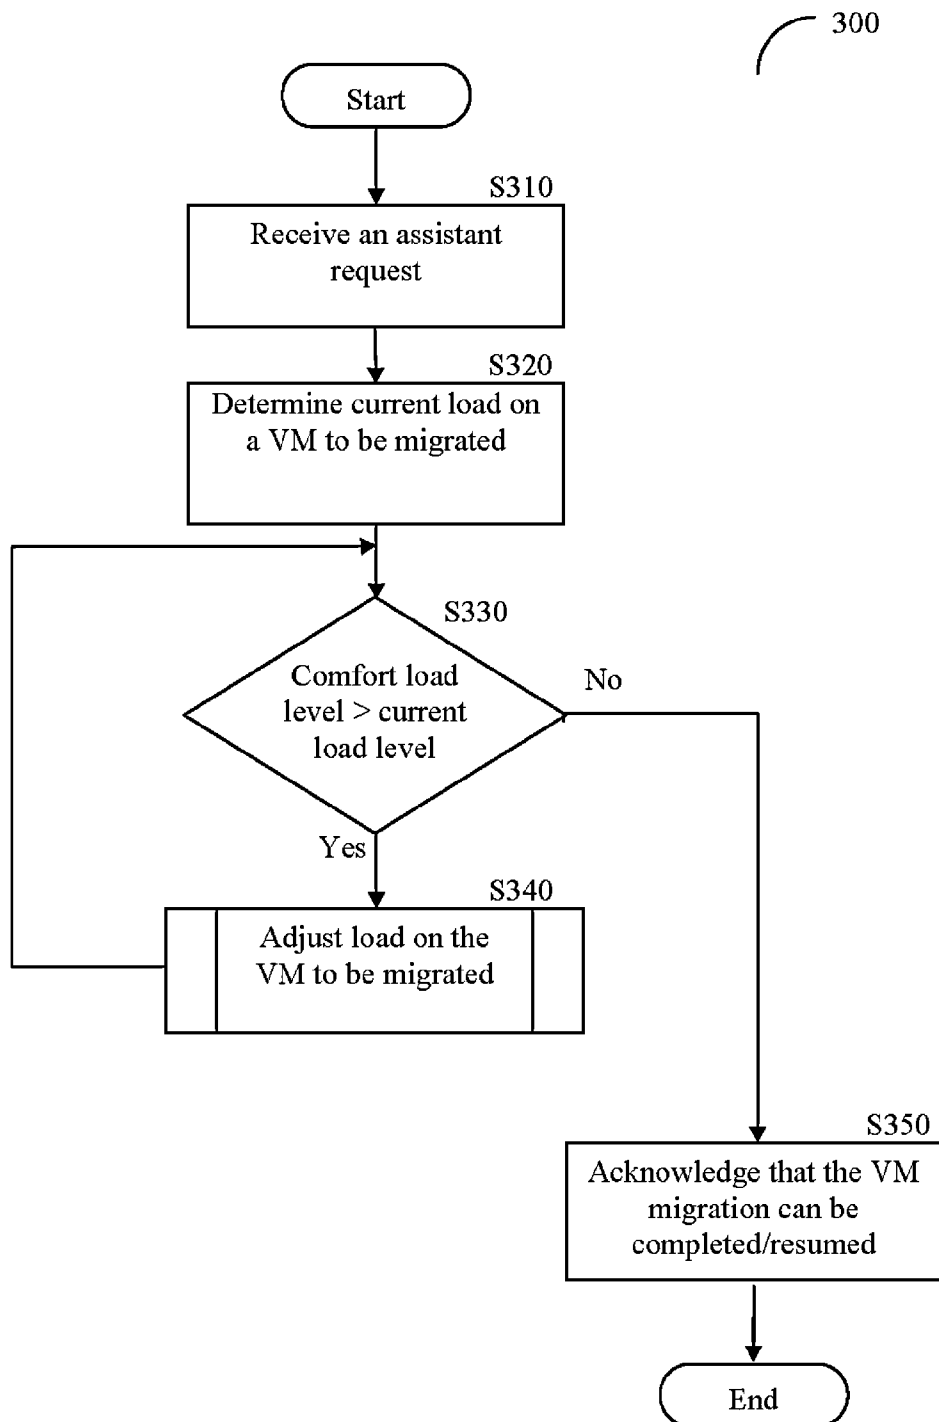 300
Start
S310
Receive an assistant
request
S320
Determine current load on
a VM to be migrated
S330
Comfort load
level > current
load level
No
Yes
S340
Adjust load on the
VM to be migrated
S350
Acknowledge that the VM
migration can be
completed/resumed
End